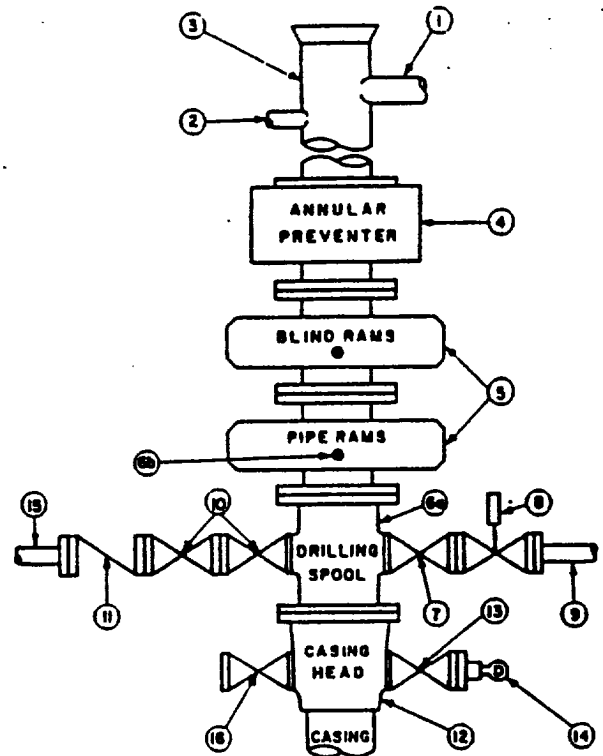 3
1
2
ANNULAR
PREVENTER
4
BLIND RAMS
5
PIPE RAMS
6b
6a
8
15
10
DRILLING
SPOOL
11
7
9
13
CASING
HEAD
16
12
14
CASING